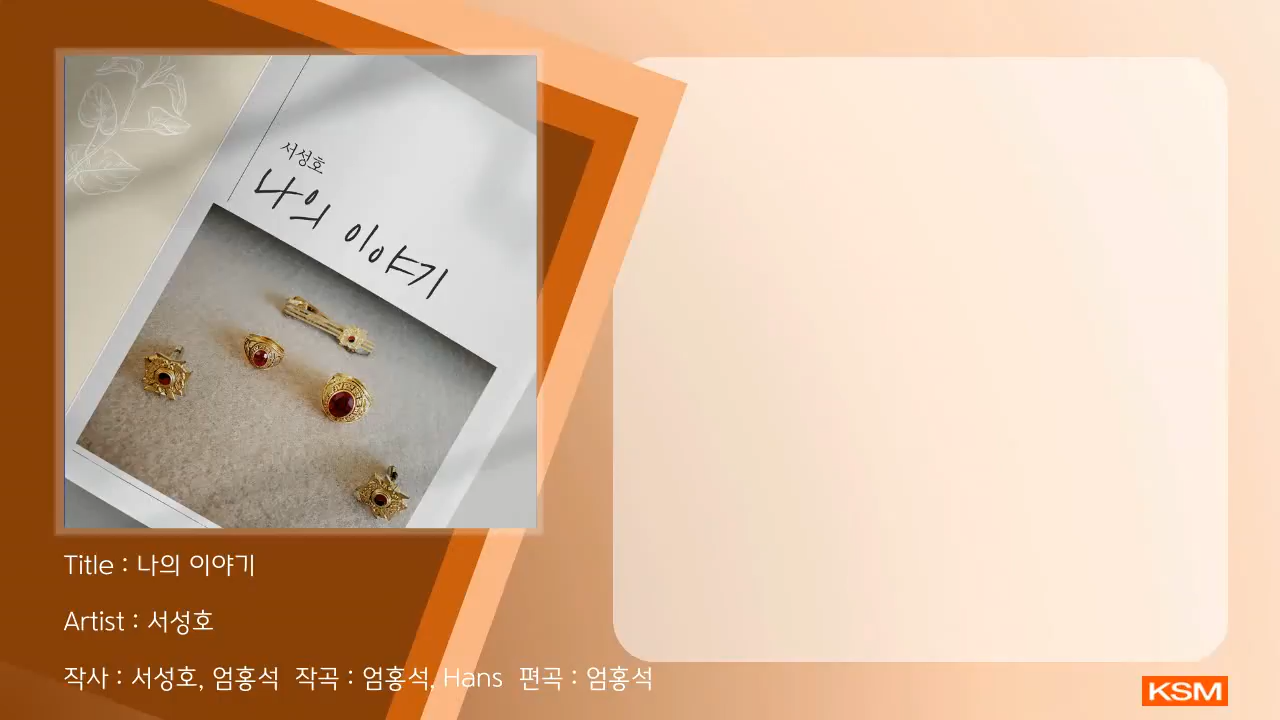 서성호
나의 이야기
Title : 나의 이야기
Artist : 서성호
작사 : 서성호, 엄홍석 작곡 : 엄홍석, Hans 편곡 : 엄홍석
KSM